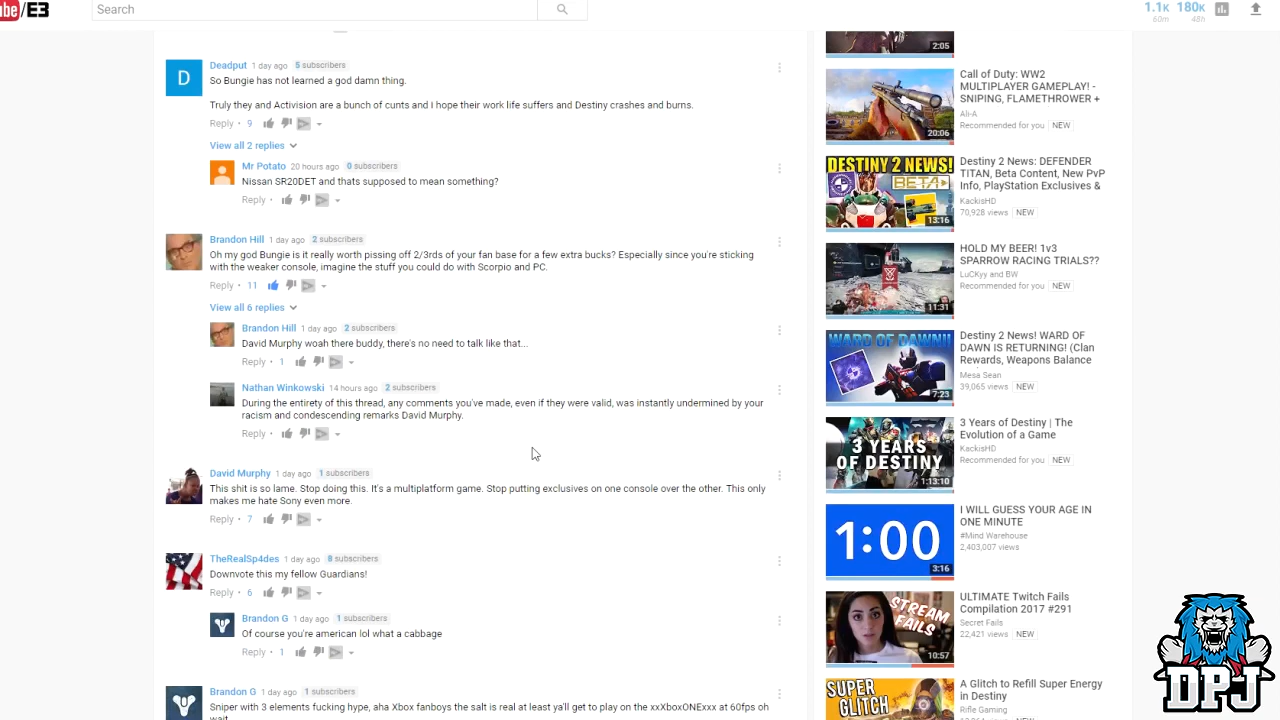 /E3
Search
1.1K
60m
180K
48h
Deadput 1 day ago 5 subscribers
So Bungie has not learned a god damn thing.
Truly they and Activision are a bunch of cunts and I hope their work life suffers and Destiny crashes and burns.
Reply • 9
View all 2 replies
Mr Potato 20 hours ago 0 subscribers
Nissan SR20DET and thats supposed to mean something?
Reply •
Brandon Hill 1 day ago 2 subscribers
Oh my god Bungie is it really worth pissing off 2/3rds of your fan base for a few extra bucks? Especially since you're sticking
with the weaker console, imagine the stuff you could do with Scorpio and PC.
Reply • 11
View all 6 replies
Brandon Hill 1 day ago 2 subscribers
David Murphy woah there buddy, there's no need to talk like that...
Reply • 1
Nathan Winkowski 14 hours ago 2 subscribers
During the entirety of this thread, any comments you've made, even if they were valid, was instantly undermined by your
racism and condescending remarks David Murphy.
Reply •
David Murphy 1 day ago 1 subscribers
This shit is so lame. Stop doing this. It's a multiplatform game. Stop putting exclusives on one console over the other. This only
makes me hate Sony even more.
Reply • 7
TheRealSp4des 1 day ago 8 subscribers
Downvote this my fellow Guardians!
Reply • 6
Brandon G 1 day ago 1 subscribers
Of course you're american lol what a cabbage
Reply • 1
Brandon G 1 day ago 1 subscribers
Sniper with 3 elements fucking hype, aha Xbox fanboys the salt is real at least ya'll get to play on the xxXboxONExxx at 60fps oh
wait
2:05
20:06
Call of Duty: WW2
MULTIPLAYER GAMEPLAY! -
SNIPING, FLAMETHROWER +
Ali-A
Recommended for you NEW
DESTINY 2 NEWS!
BETA
13:16
Destiny 2 News: DEFENDER
TITAN, Beta Content, New PvP
Info, PlayStation Exclusives &
KackisHD
70,928 views NEW
11:31
HOLD MY BEER! 1v3
SPARROW RACING TRIALS??
LuCKyy and BW
Recommended for you NEW
WARD OF DAWN!!
7:23
Destiny 2 News! WARD OF
DAWN IS RETURNING! (Clan
Rewards, Weapons Balance
Mesa Sean
39,065 views NEW
3 YEARS
OF DESTINY
1:13:10
3 Years of Destiny | The
Evolution of a Game
KackisHD
Recommended for you NEW
1:00
3:16
I WILL GUESS YOUR AGE IN
ONE MINUTE
#Mind Warehouse
2,403,007 views
STREAM
FAILS
10:57
ULTIMATE Twitch Fails
Compilation 2017 #291
Secret Fails
22,421 views NEW
SUPER
GLITCH
A Glitch to Refill Super Energy
in Destiny
Rifle Gaming
NEW
DPJ